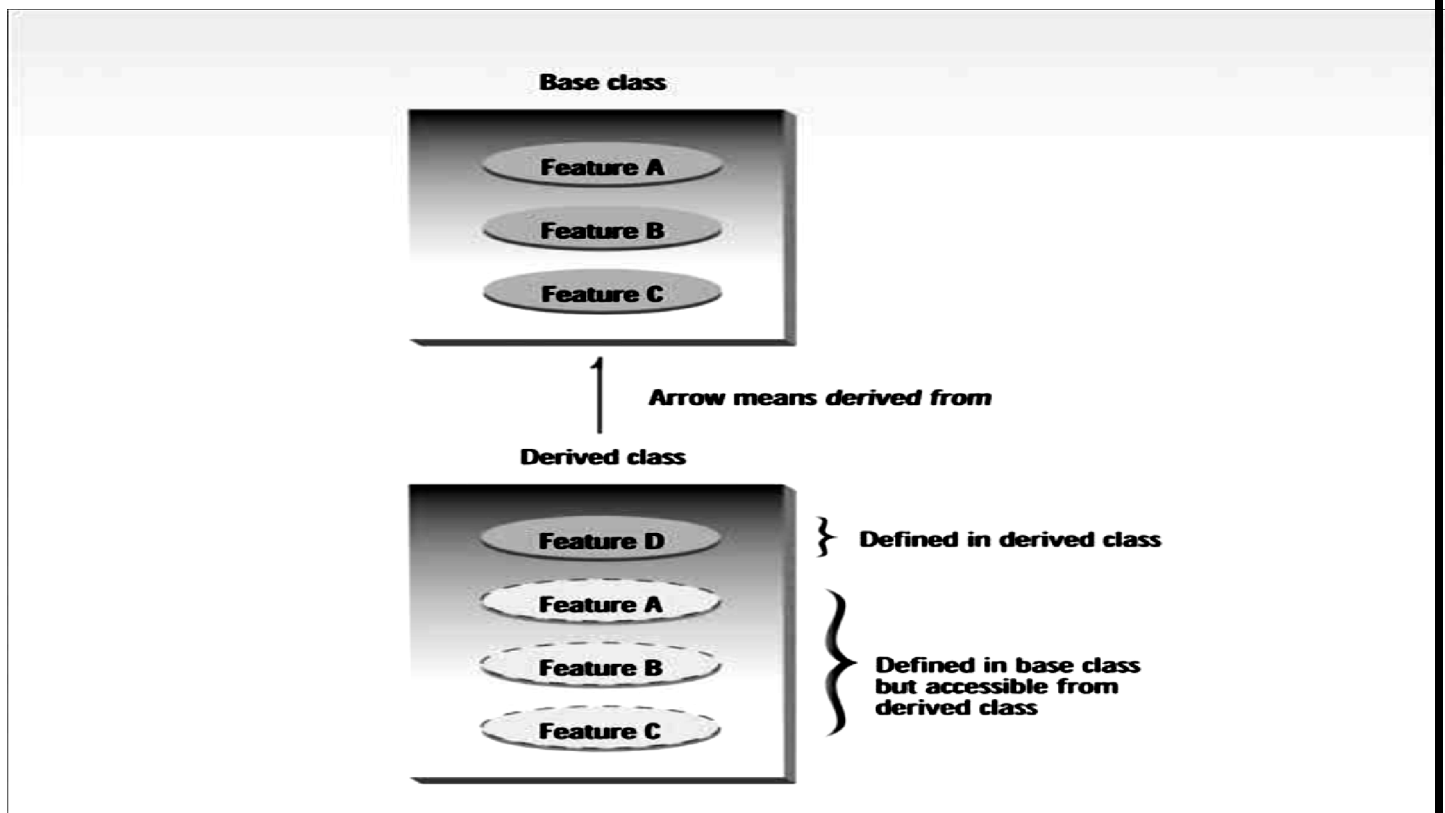 Base class
Feature A
Feature B
Feature C
Arrow means derived from
Derived class
Feature D
Defined in derived class
Feature A
Feature B
Feature C
Defined in base class
but accessible from
derived class